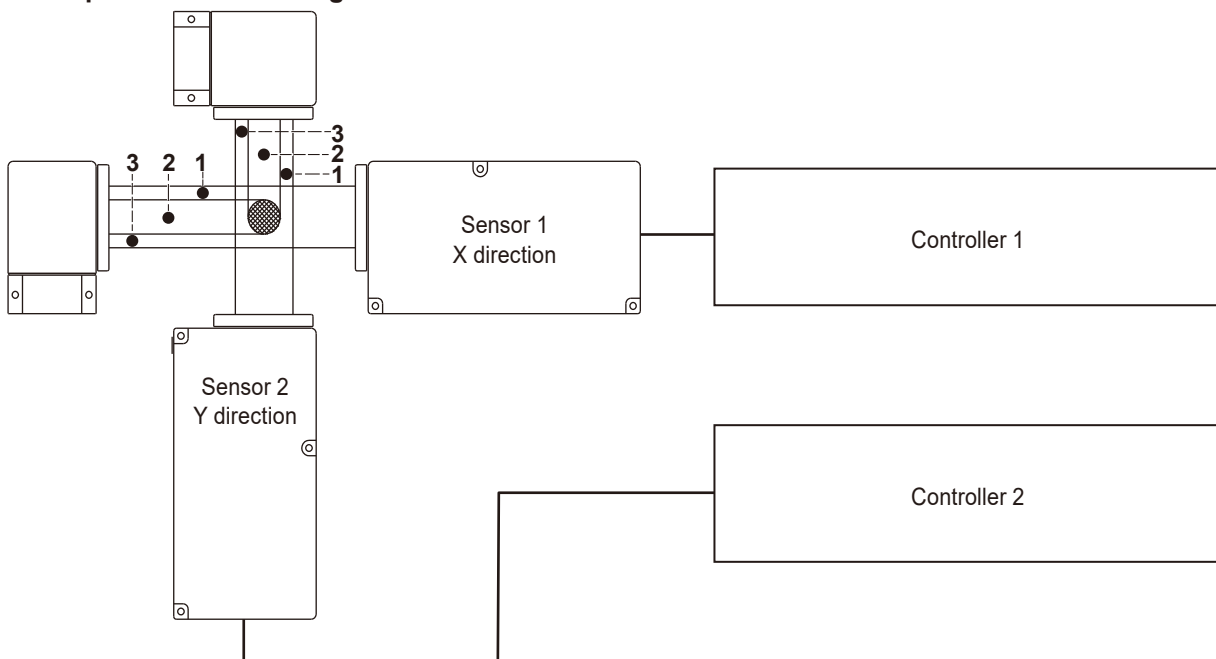 3
2
1
3 2 1
Sensor 1
X direction
Controller 1
Sensor 2
Y direction
Controller 2